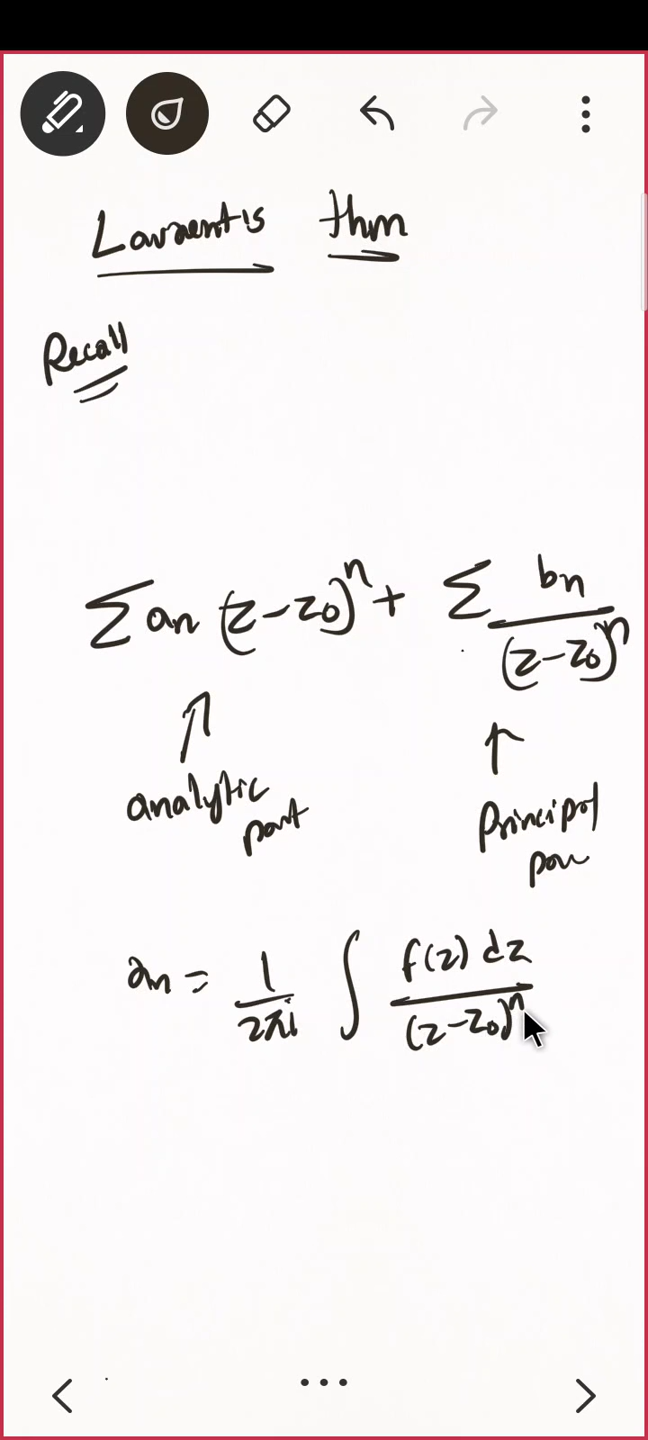 Laurent's thm
Recall
∑ an (z-z0)^n + ∑ bn/(z-z0)^n
analytic part
Principal
an = 1/2πi ∫ f(z) dz/(z-z0)^n